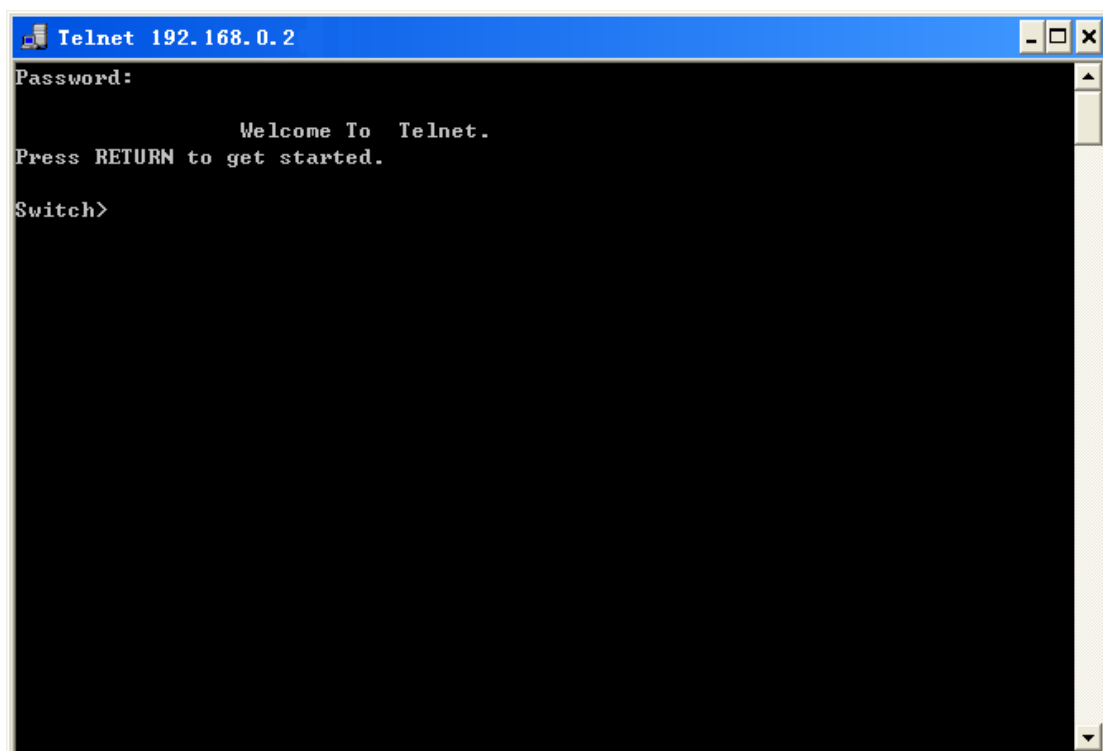 Telnet 192.168.0.2
Password:
Welcome To  Telnet.
Press RETURN to get started.
Switch>